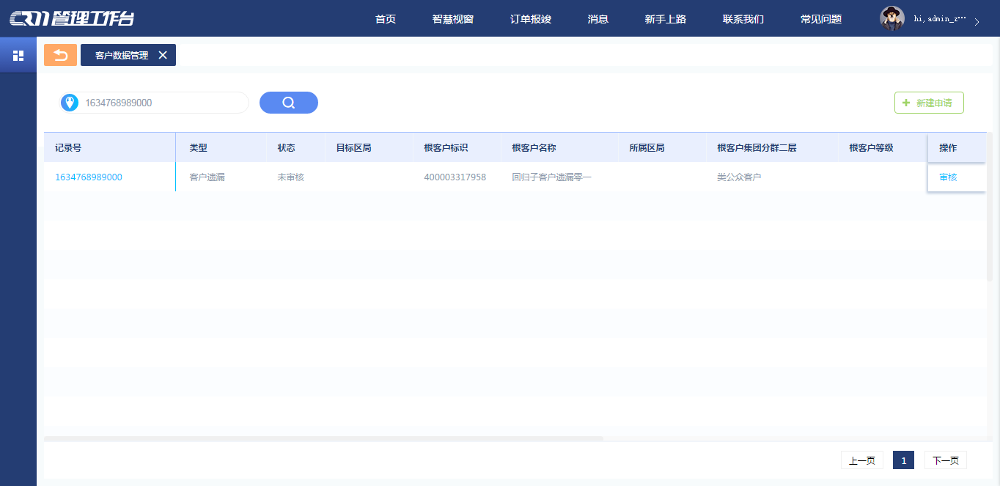 CRM管理工作台
首页 智慧视窗 订单报竣 消息 新手上路 联系我们 常见问题 hi,admin_z···
客户数据管理
1634768989000
新建申请
记录号 类型 状态 目标区局 根客户标识 根客户名称 所属区局 根客户集团分群二层 根客户等级 操作
1634768989000 客户遗漏 未审核 400003317958 回归子客户遗漏零一 类公众客户 审核
上一页 1 下一页